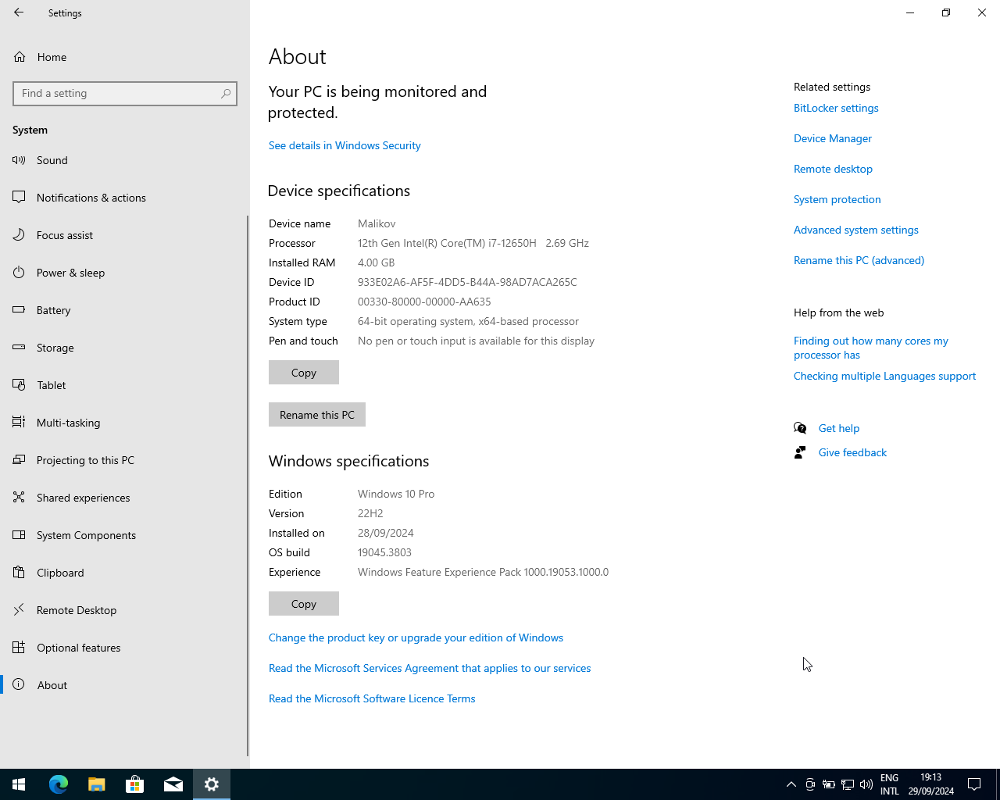 Settings
Home
Find a setting
System
Sound
Notifications & actions
Focus assist
Power & sleep
Battery
Storage
Tablet
Multi-tasking
Projecting to this PC
Shared experiences
System Components
Clipboard
Remote Desktop
Optional features
About
About
Your PC is being monitored and
protected.
See details in Windows Security
Device specifications
Device name Malikov
Processor 12th Gen Intel(R) Core(TM) i7-12650H 2.69 GHz
Installed RAM 4.00 GB
Device ID 933E02A6-AF5F-4DD5-B44A-98AD7ACA265C
Product ID 00330-80000-00000-AA635
System type 64-bit operating system, x64-based processor
Pen and touch No pen or touch input is available for this display
Copy
Rename this PC
Windows specifications
Edition Windows 10 Pro
Version 22H2
Installed on 28/09/2024
OS build 19045.3803
Experience Windows Feature Experience Pack 1000.19053.1000.0
Copy
Change the product key or upgrade your edition of Windows
Read the Microsoft Services Agreement that applies to our services
Read the Microsoft Software Licence Terms
Related settings
BitLocker settings
Device Manager
Remote desktop
System protection
Advanced system settings
Rename this PC (advanced)
Help from the web
Finding out how many cores my
processor has
Checking multiple Languages support
Get help
Give feedback
ENG
INTL
19:13
29/09/2024